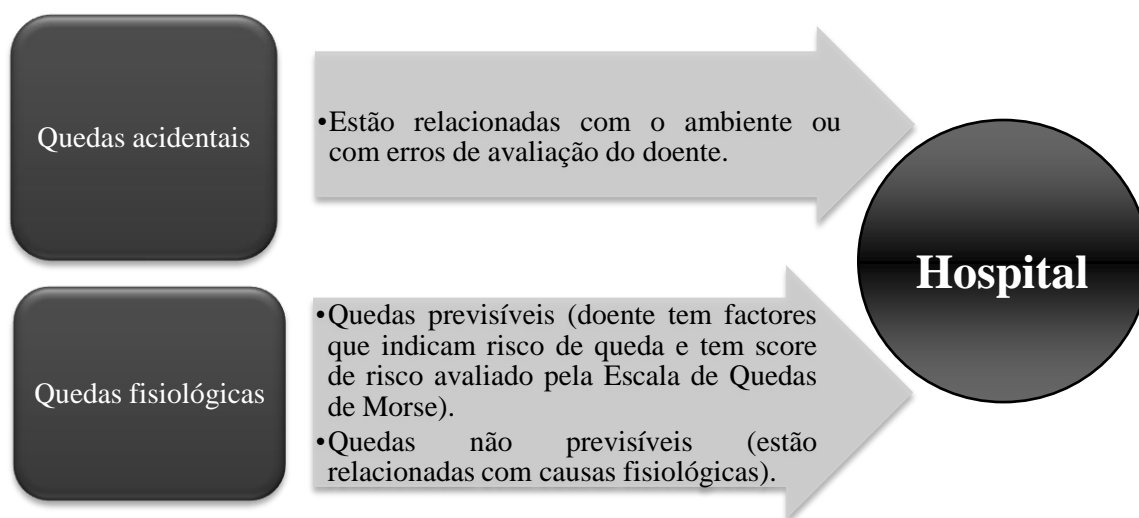 Quedas acidentais
•Estão relacionadas com o ambiente ou
com erros de avaliação do doente.
Hospital
Quedas fisiológicas
•Quedas previsíveis (doente tem factores
que indicam risco de queda e tem score
de risco avaliado pela Escala de Quedas
de Morse).
•Quedas não previsíveis (estão
relacionadas com causas fisiológicas).